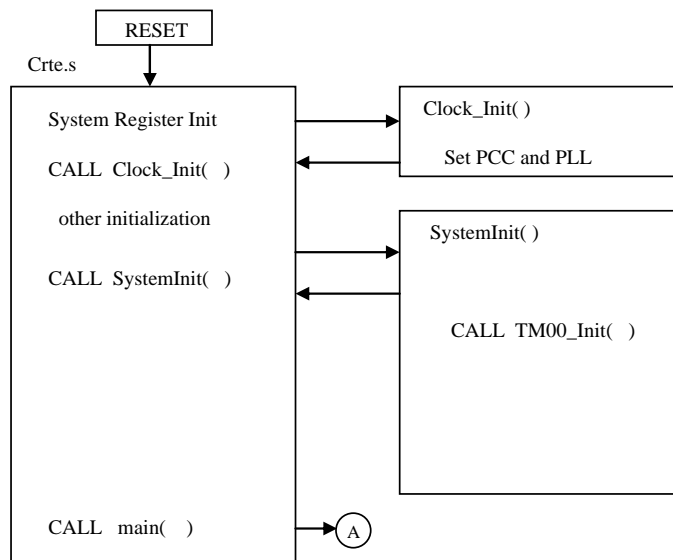 RESET
Crte.s
System Register Init
CALL Clock_Init( )
other initialization
CALL SystemInit( )
CALL main( )
Clock_Init( )
Set PCC and PLL
SystemInit( )
CALL TM00_Init( )
A